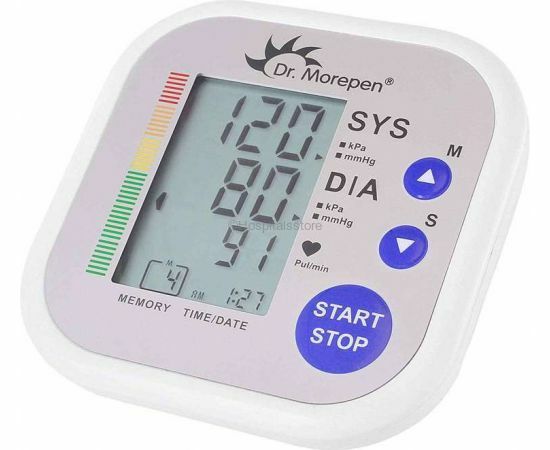 Dr. Morepen®
120 SYS
kPa
mmHg
M
80 DIA
kPa
mmHg
S
©Hospitalsstore
91
Pul/min
M
4 AM 1:27
MEMORY TIME/DATE
START
STOP